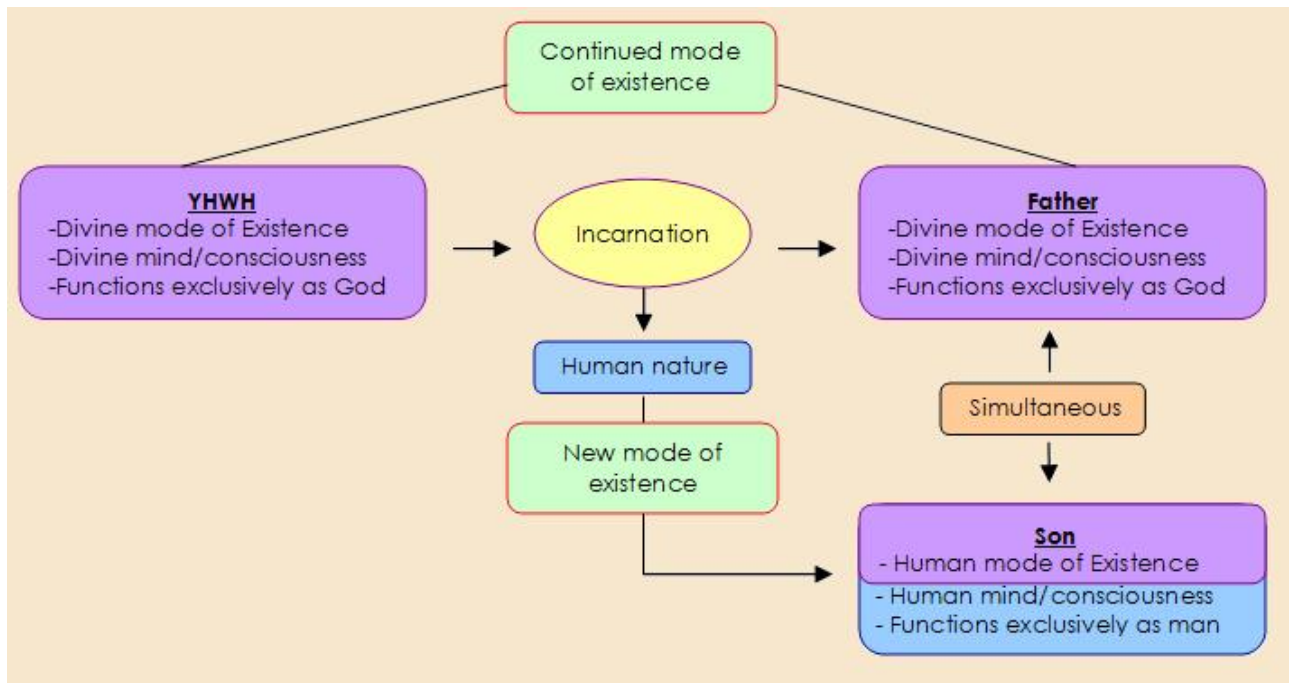 Continued mode
of existence
YHWH
-Divine mode of Existence
-Divine mind/consciousness
-Functions exclusively as God
Incarnation
Father
-Divine mode of Existence
-Divine mind/consciousness
-Functions exclusively as God
Human nature
Simultaneous
New mode of
existence
Son
- Human mode of Existence
- Human mind/consciousness
- Functions exclusively as man